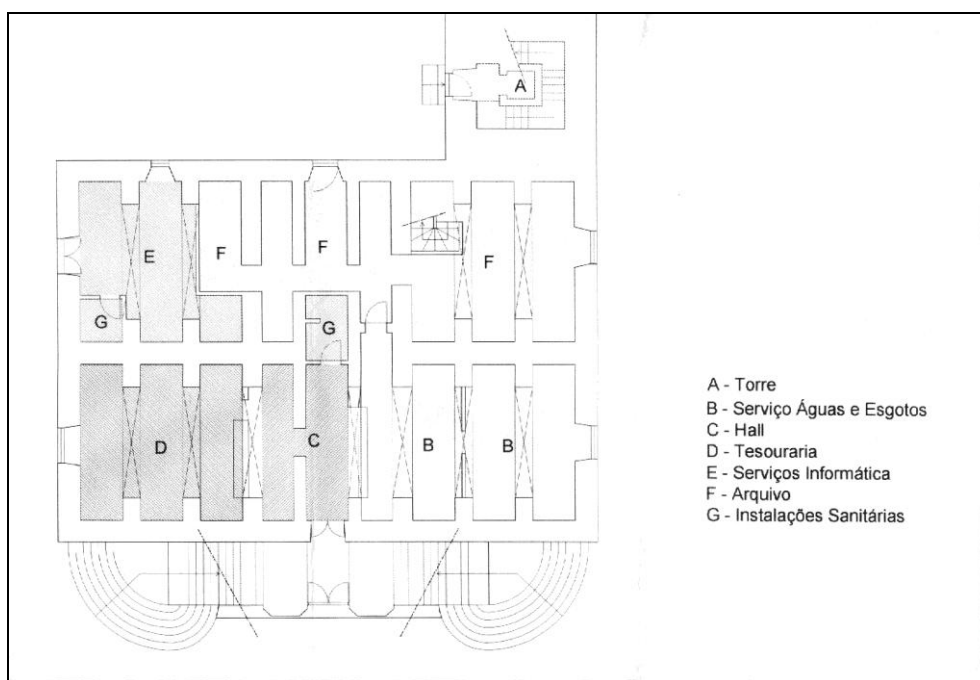 A
E
F
F
F
G
G
D
C
B
B
A - Torre
B - Serviço Águas e Esgotos
C - Hall
D - Tesouraria
E - Serviços Informática
F - Arquivo
G - Instalações Sanitárias